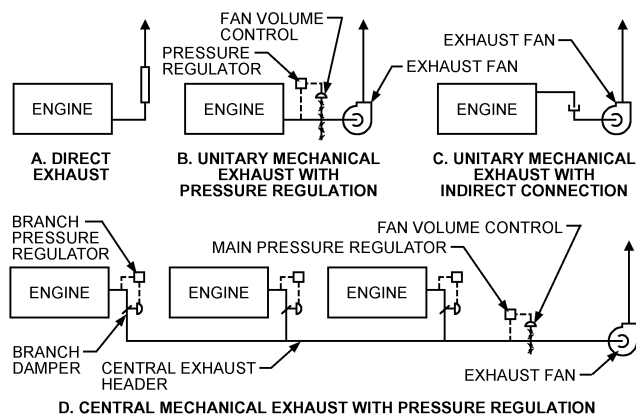 FAN VOLUME
CONTROL
PRESSURE
REGULATOR
EXHAUST FAN
EXHAUST FAN
ENGINE
ENGINE
ENGINE
A. DIRECT
EXHAUST
B. UNITARY MECHANICAL
EXHAUST WITH
PRESSURE REGULATION
C. UNITARY MECHANICAL
EXHAUST WITH
INDIRECT CONNECTION
BRANCH
PRESSURE
REGULATOR
FAN VOLUME CONTROL
MAIN PRESSURE REGULATOR
ENGINE
ENGINE
ENGINE
BRANCH
DAMPER
CENTRAL EXHAUST
HEADER
EXHAUST FAN
D. CENTRAL MECHANICAL EXHAUST WITH PRESSURE REGULATION